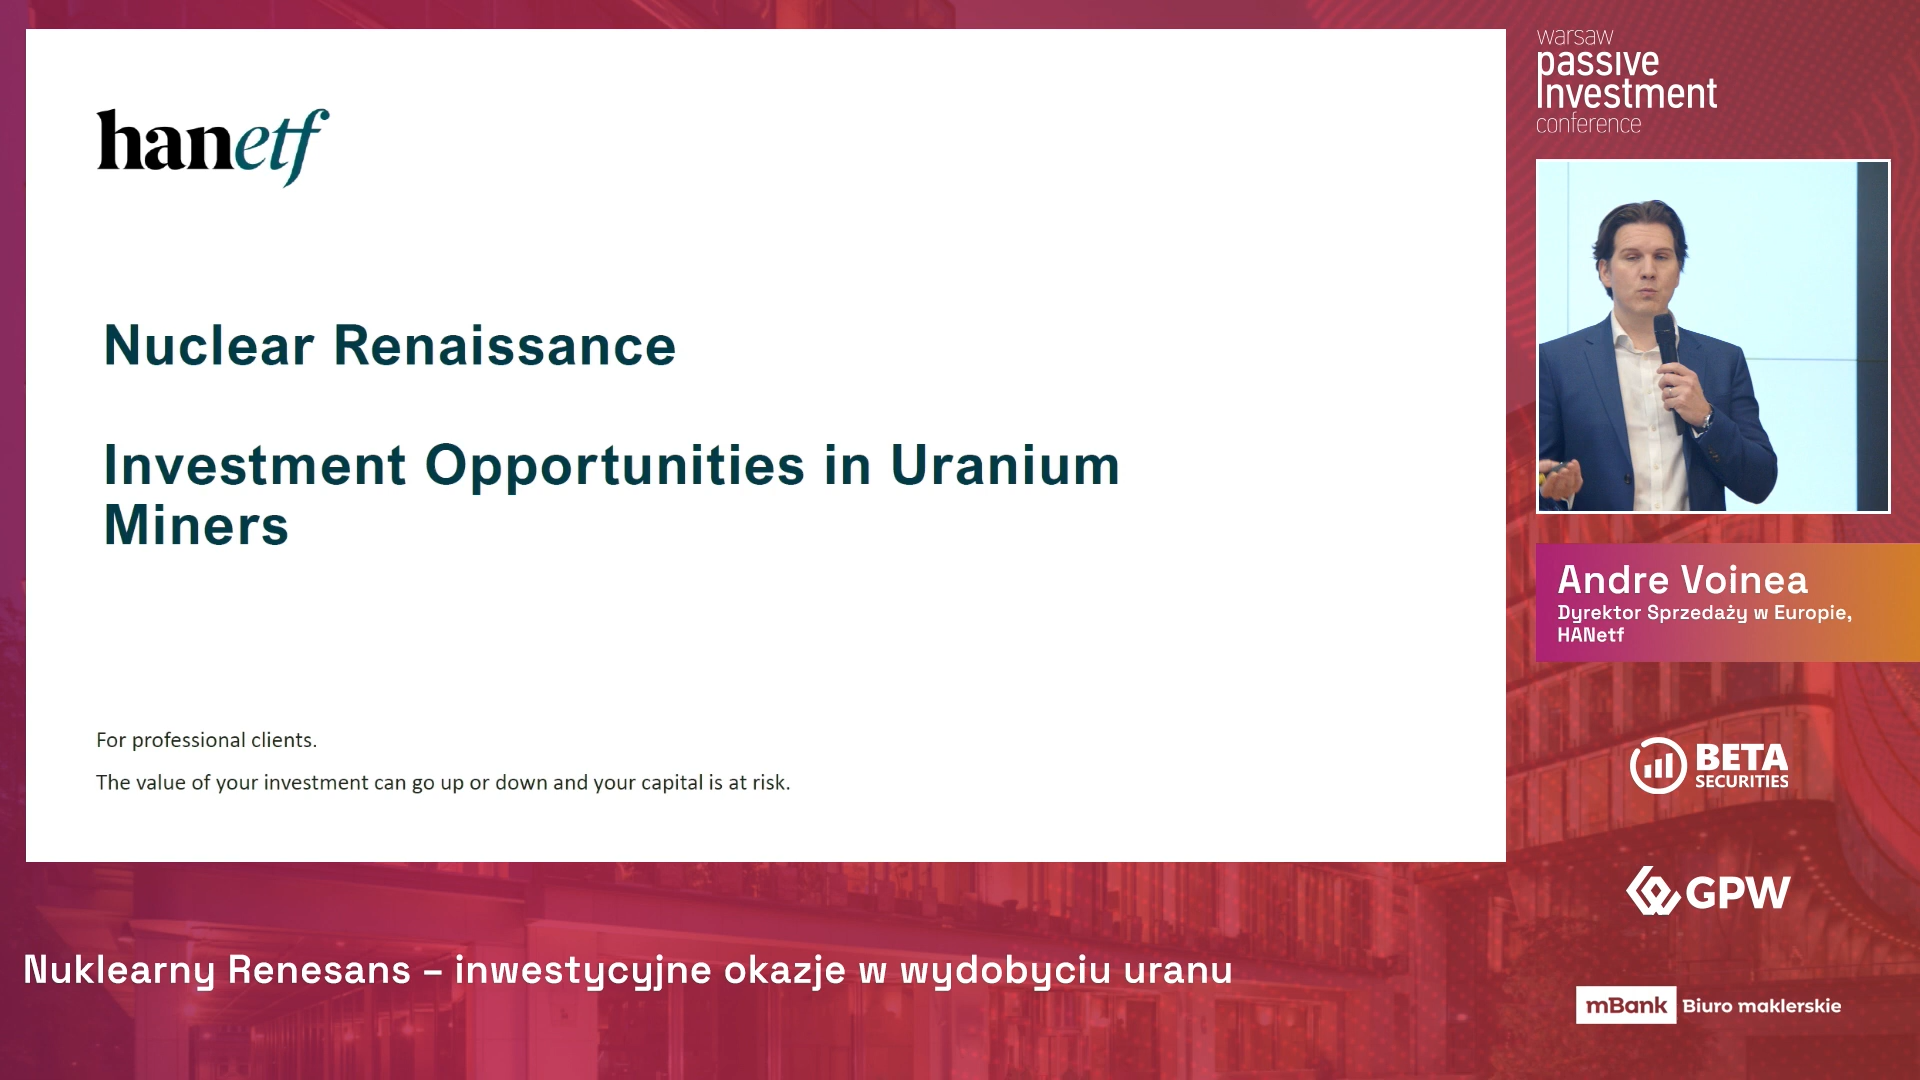 hanetf
Nuclear Renaissance
Investment Opportunities in Uranium
Miners
For professional clients.
The value of your investment can go up or down and your capital is at risk.
warsaw
passive
Investment
conference
Andre Voinea
Dyrektor Sprzedaży w Europie,
HANetf
BETA
SECURITIES
GPW
mBank Biuro maklerskie
Nuklearny Renesans – inwestycyjne okazje w wydobyciu uranu